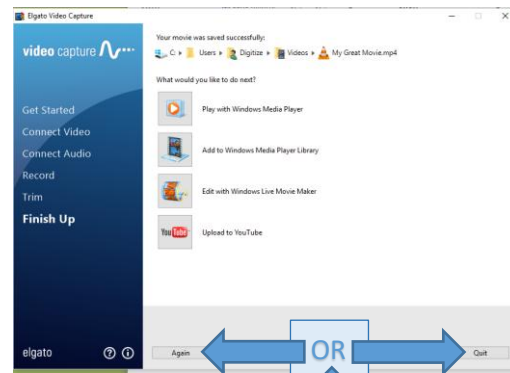 Elgato Video Capture
video capture
Get Started
Connect Video
Connect Audio
Record
Trim
Finish Up
elgato
Your movie was saved successfully:
C: ▸ Users ▸ Digitize ▸ Videos ▸ My Great Movie.mp4
What would you like to do next?
Play with Windows Media Player
Add to Windows Media Player Library
Edit with Windows Live Movie Maker
You Tube Upload to YouTube
Again
OR
Quit